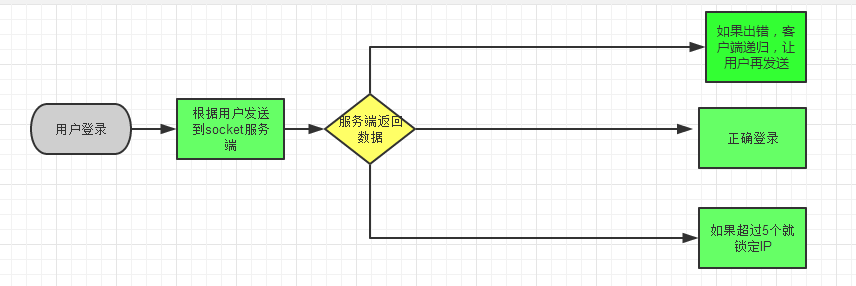 用户登录
根据用户发送
到socket服务
端
服务端返回
数据
如果出错，客
户端递归，让
用户再发送
正确登录
如果超过5个就
锁定IP